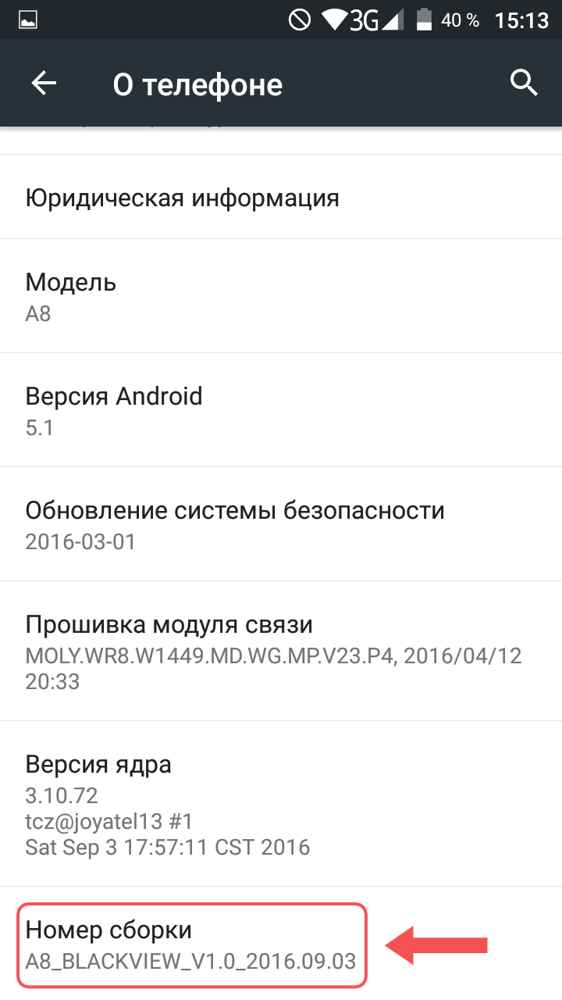 3G 40 % 15:13
О телефоне
Юридическая информация
Модель
A8
Версия Android
5.1
Обновление системы безопасности
2016-03-01
Прошивка модуля связи
MOLY.WR8.W1449.MD.WG.MP.V23.P4, 2016/04/12
20:33
Версия ядра
3.10.72
tcz@joyatel13 #1
Sat Sep 3 17:57:11 CST 2016
Номер сборки
A8_BLACKVIEW_V1.0_2016.09.03